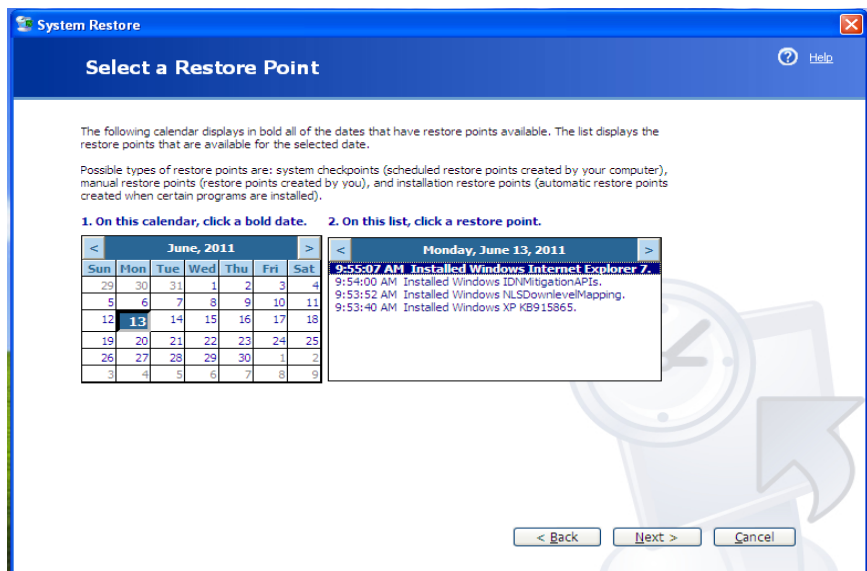 System Restore
Select a Restore Point
Help
The following calendar displays in bold all of the dates that have restore points available. The list displays the
restore points that are available for the selected date.
Possible types of restore points are: system checkpoints (scheduled restore points created by your computer),
manual restore points (restore points created by you), and installation restore points (automatic restore points
created when certain programs are installed).
1. On this calendar, click a bold date.
2. On this list, click a restore point.
< June, 2011 >
Sun Mon Tue Wed Thu Fri Sat
29 30 31 1 2 3 4
5 6 7 8 9 10 11
12 13 14 15 16 17 18
19 20 21 22 23 24 25
26 27 28 29 30 1 2
3 4 5 6 7 8 9
< Monday, June 13, 2011 >
9:55:07 AM Installed Windows Internet Explorer 7.
9:54:00 AM Installed Windows IDNMitigationAPIs.
9:53:52 AM Installed Windows NLSDownlevelMapping.
9:53:40 AM Installed Windows XP KB915865.
< Back
Next >
Cancel